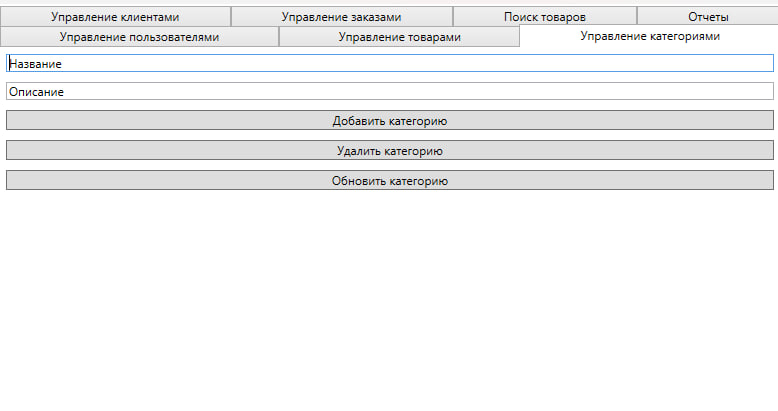 Управление клиентами Управление заказами Поиск товаров Отчеты
Управление пользователями Управление товарами Управление категориями
Название
Описание
Добавить категорию
Удалить категорию
Обновить категорию